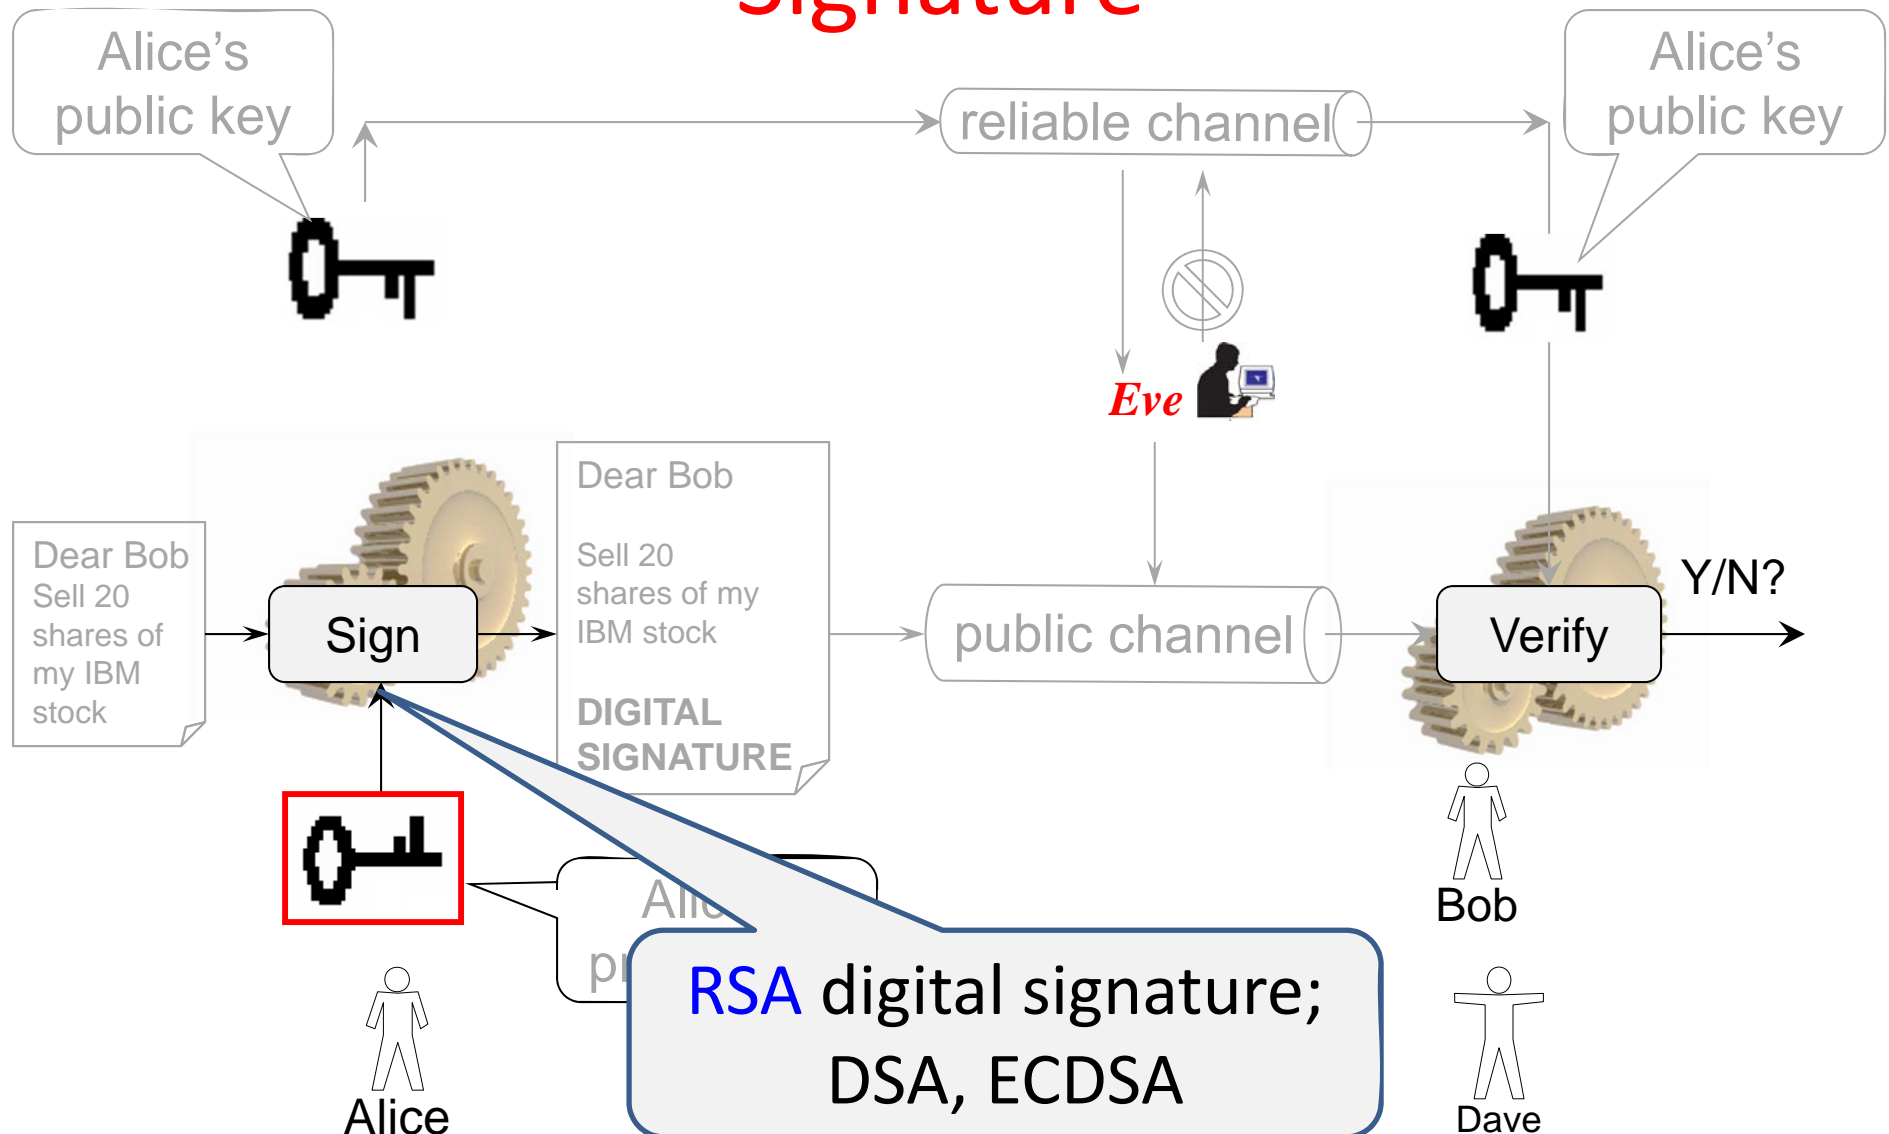 Signature
Alice’s
public key
reliable channel
Alice’s
public key
Eve
Dear Bob
Sell 20
shares of
my IBM
stock
Sign
Dear Bob
Sell 20
shares of my
IBM stock
DIGITAL
SIGNATURE
public channel
Verify
Y/N?
Bob
RSA digital signature;
DSA, ECDSA
Alice
Dave